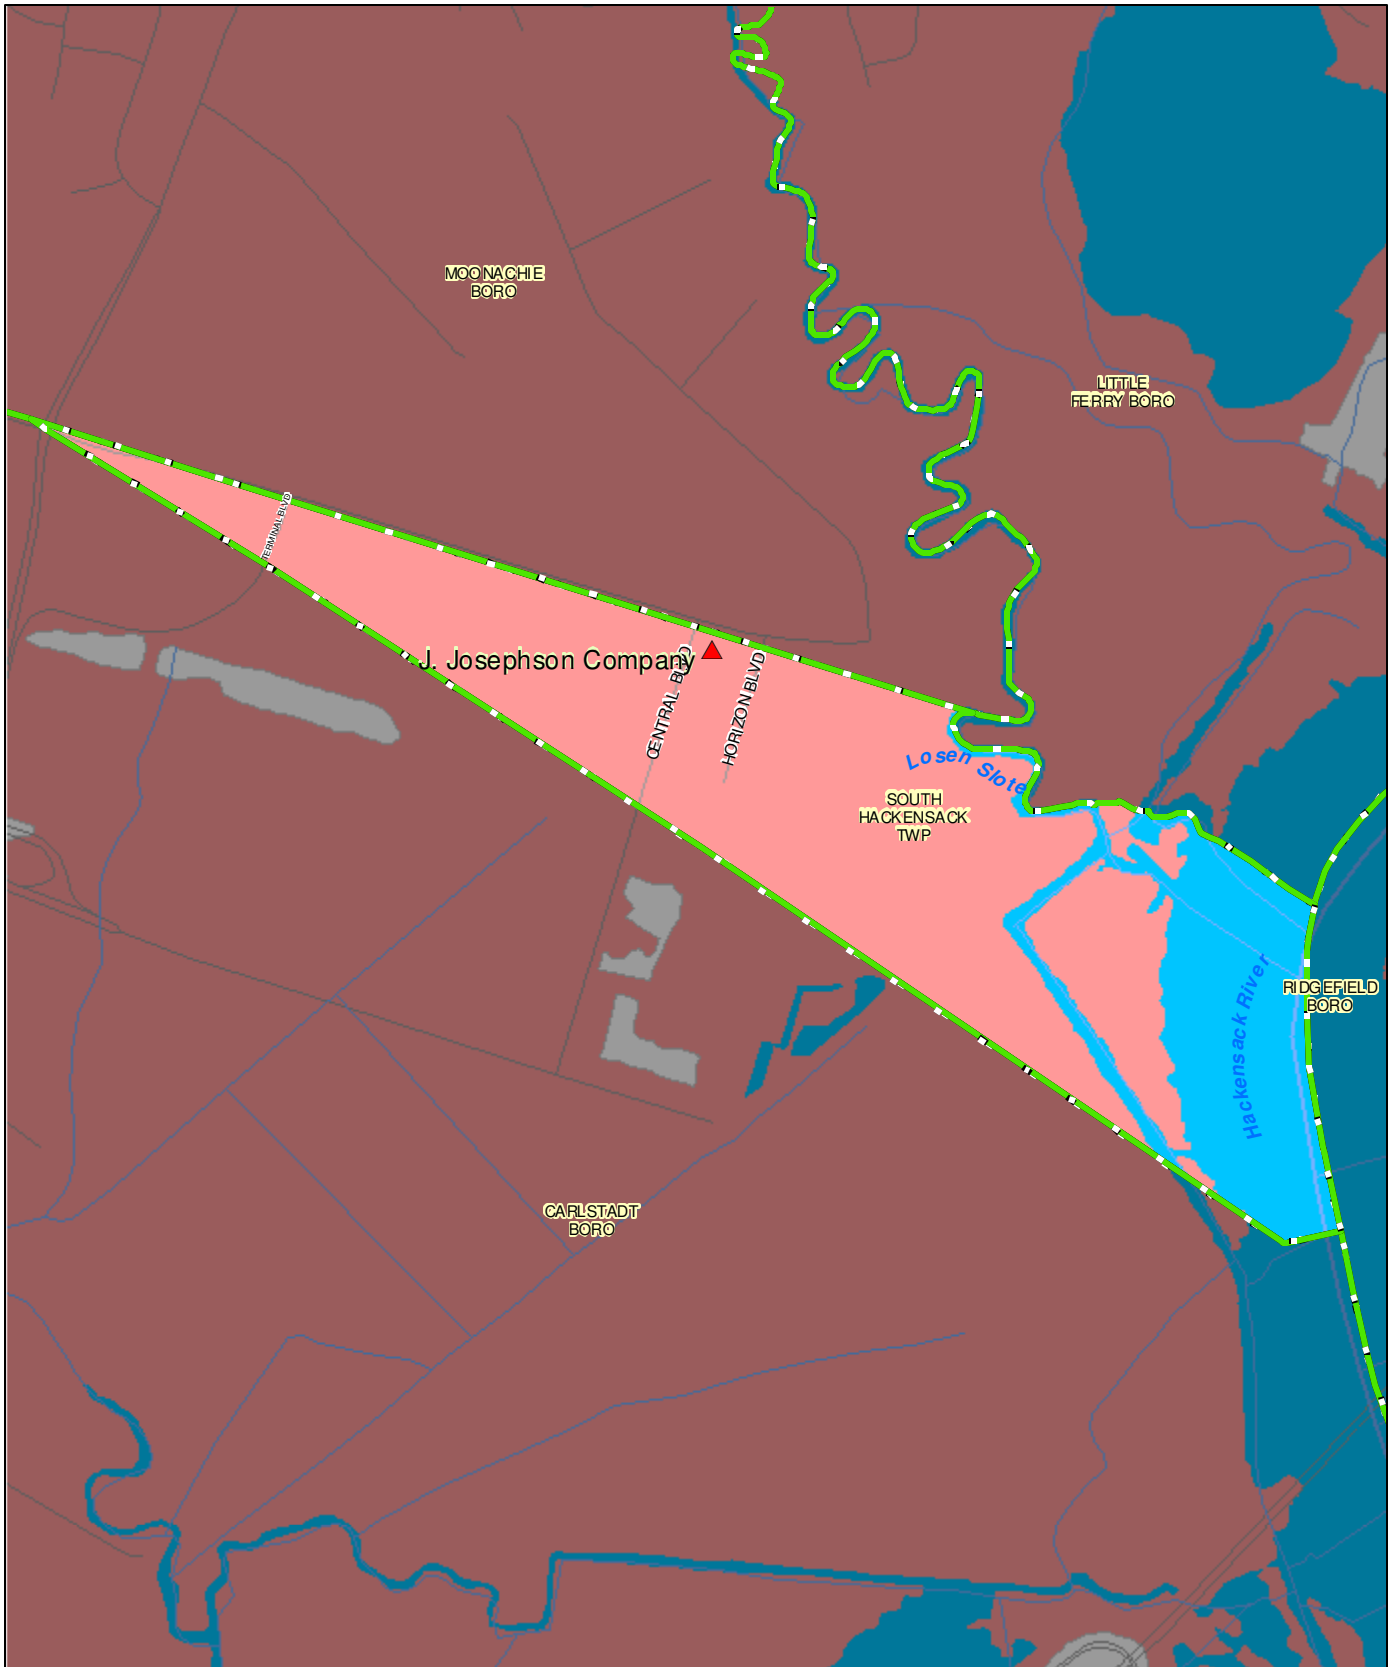 MOONACHIE
BORO
LITTLE
FERRY BORO
TERMINAL BLVD
J. Josephson Company
CENTRAL BLVD
HORIZON BLVD
Losen Slote
SOUTH
HACKENSACK
TWP
Hackensack River
RIDGEFIELD
BORO
CARLSTADT
BORO